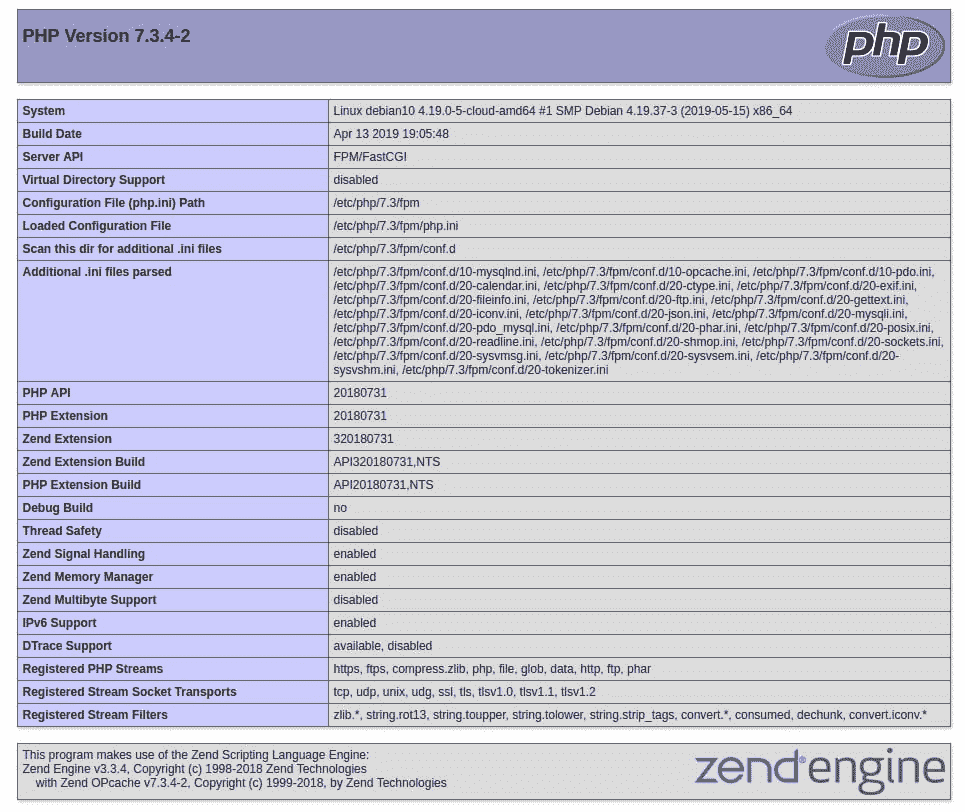 PHP Version 7.3.4-2
php
System Linux debian10 4.19.0-5-cloud-amd64 #1 SMP Debian 4.19.37-3 (2019-05-15) x86_64
Build Date Apr 13 2019 19:05:48
Server API FPM/FastCGI
Virtual Directory Support disabled
Configuration File (php.ini) Path /etc/php/7.3/fpm
Loaded Configuration File /etc/php/7.3/fpm/php.ini
Scan this dir for additional .ini files /etc/php/7.3/fpm/conf.d
Additional .ini files parsed /etc/php/7.3/fpm/conf.d/10-mysqlnd.ini, /etc/php/7.3/fpm/conf.d/10-opcache.ini, /etc/php/7.3/fpm/conf.d/10-pdo.ini,
/etc/php/7.3/fpm/conf.d/20-calendar.ini, /etc/php/7.3/fpm/conf.d/20-ctype.ini, /etc/php/7.3/fpm/conf.d/20-exif.ini,
/etc/php/7.3/fpm/conf.d/20-fileinfo.ini, /etc/php/7.3/fpm/conf.d/20-ftp.ini, /etc/php/7.3/fpm/conf.d/20-gettext.ini,
/etc/php/7.3/fpm/conf.d/20-iconv.ini, /etc/php/7.3/fpm/conf.d/20-json.ini, /etc/php/7.3/fpm/conf.d/20-mysqli.ini,
/etc/php/7.3/fpm/conf.d/20-pdo_mysql.ini, /etc/php/7.3/fpm/conf.d/20-phar.ini, /etc/php/7.3/fpm/conf.d/20-posix.ini,
/etc/php/7.3/fpm/conf.d/20-readline.ini, /etc/php/7.3/fpm/conf.d/20-shmop.ini, /etc/php/7.3/fpm/conf.d/20-sockets.ini,
/etc/php/7.3/fpm/conf.d/20-sysvmsg.ini, /etc/php/7.3/fpm/conf.d/20-sysvsem.ini, /etc/php/7.3/fpm/conf.d/20-
sysvshm.ini, /etc/php/7.3/fpm/conf.d/20-tokenizer.ini
PHP API 20180731
PHP Extension 20180731
Zend Extension 320180731
Zend Extension Build API320180731,NTS
PHP Extension Build API20180731,NTS
Debug Build no
Thread Safety disabled
Zend Signal Handling enabled
Zend Memory Manager enabled
Zend Multibyte Support disabled
IPv6 Support enabled
DTrace Support available, disabled
Registered PHP Streams https, ftps, compress.zlib, php, file, glob, data, http, ftp, phar
Registered Stream Socket Transports tcp, udp, unix, udg, ssl, tls, tlsv1.0, tlsv1.1, tlsv1.2
Registered Stream Filters zlib.*, string.rot13, string.toupper, string.tolower, string.strip_tags, convert.*, consumed, dechunk, convert.iconv.*
This program makes use of the Zend Scripting Language Engine:
Zend Engine v3.3.4, Copyright (c) 1998-2018 Zend Technologies
with Zend OPcache v7.3.4-2, Copyright (c) 1999-2018, by Zend Technologies
zend®engine